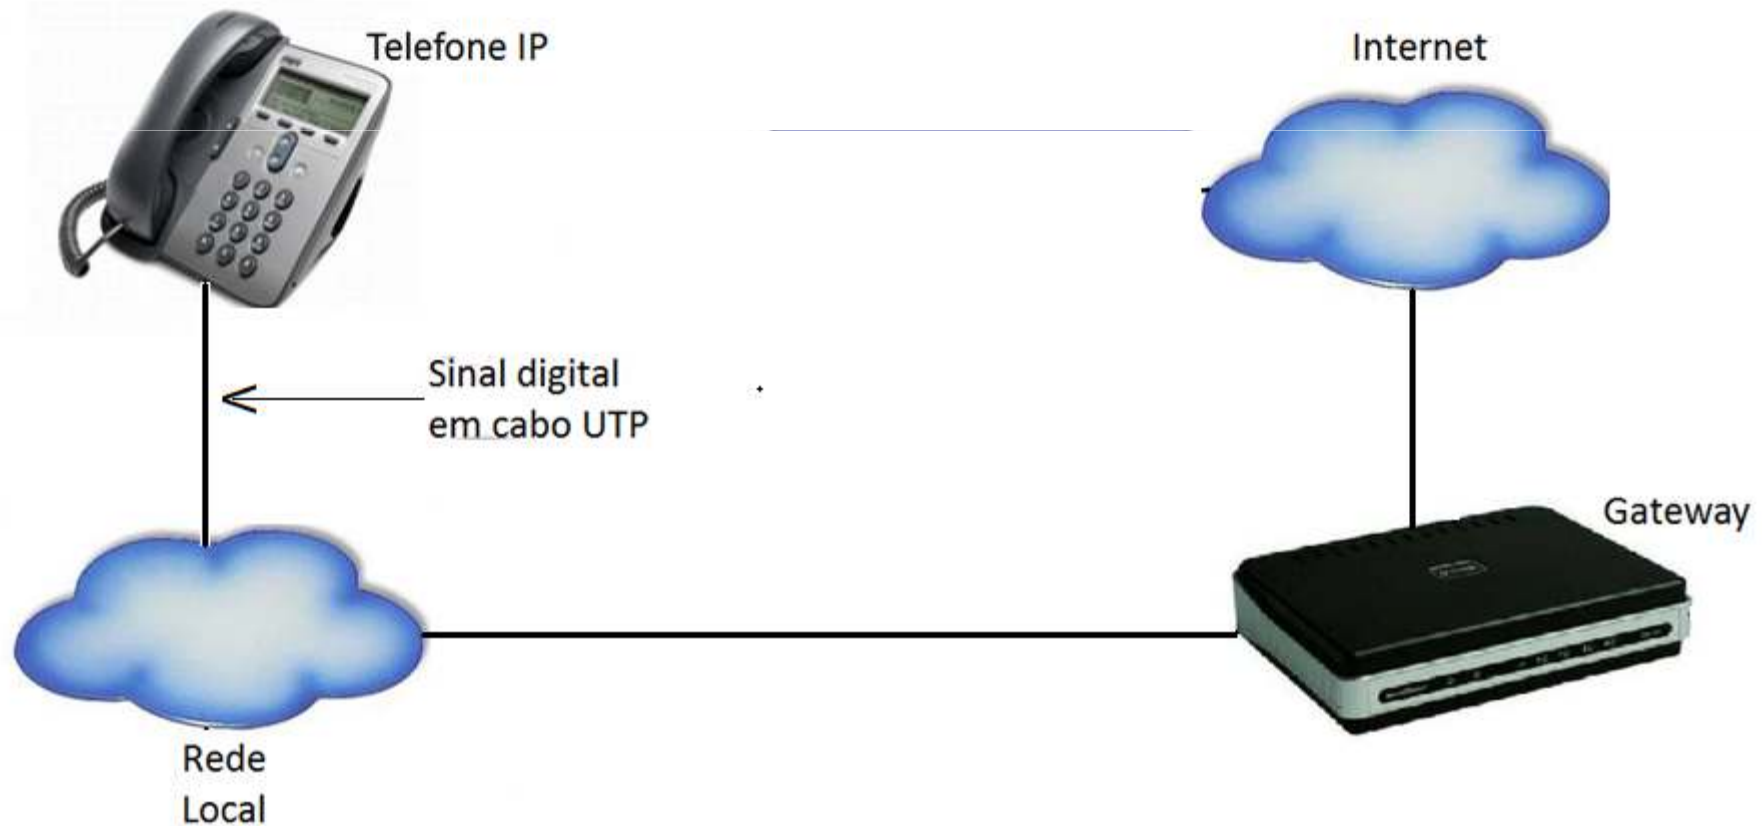 Telefone IP
Internet
Sinal digital
em cabo UTP
Gateway
Rede
Local